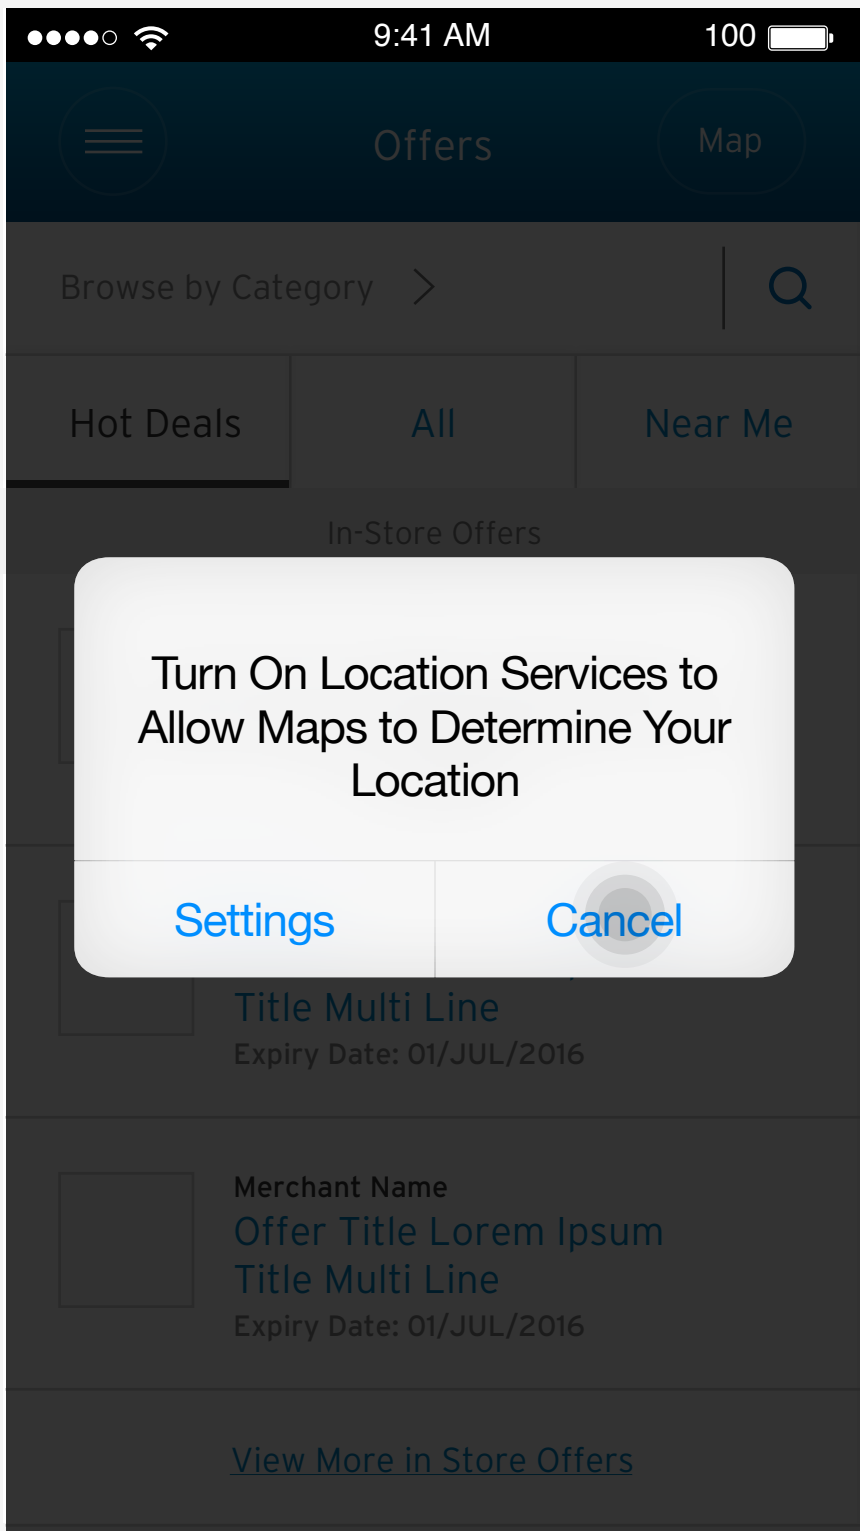 9:41 AM
100
Offers
Map
Browse by Category
Hot Deals
All
Near Me
In-Store Offers
Turn On Location Services to
Allow Maps to Determine Your
Location
Settings
Cancel
Title Multi Line
Expiry Date: 01/JUL/2016
Merchant Name
Offer Title Lorem Ipsum
Title Multi Line
Expiry Date: 01/JUL/2016
View More in Store Offers